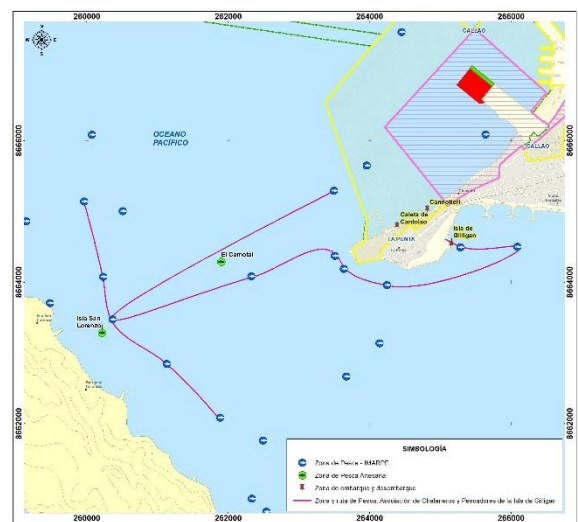 260000 262000 264000 266000
N
CALLAO
OCEANO
PACÍFICO
8666000 8666000
CALLAO
Cannotieri
Caleta de
Cantolao
LA PUNTA
Isla de
Gilligan
El Camotal
8664000 8664000
Isla San
Lorenzo
8662000 8662000
SIMBOLOGÍA
Zona de Pesca - IMARPE
Zona de Pesca Artesanal
Zona de embarque y desembarque
Zona y ruta de Pesca, Asociación de Chalaneros y Pescadores de la Isla de Gilligan
260000 262000 264000 266000